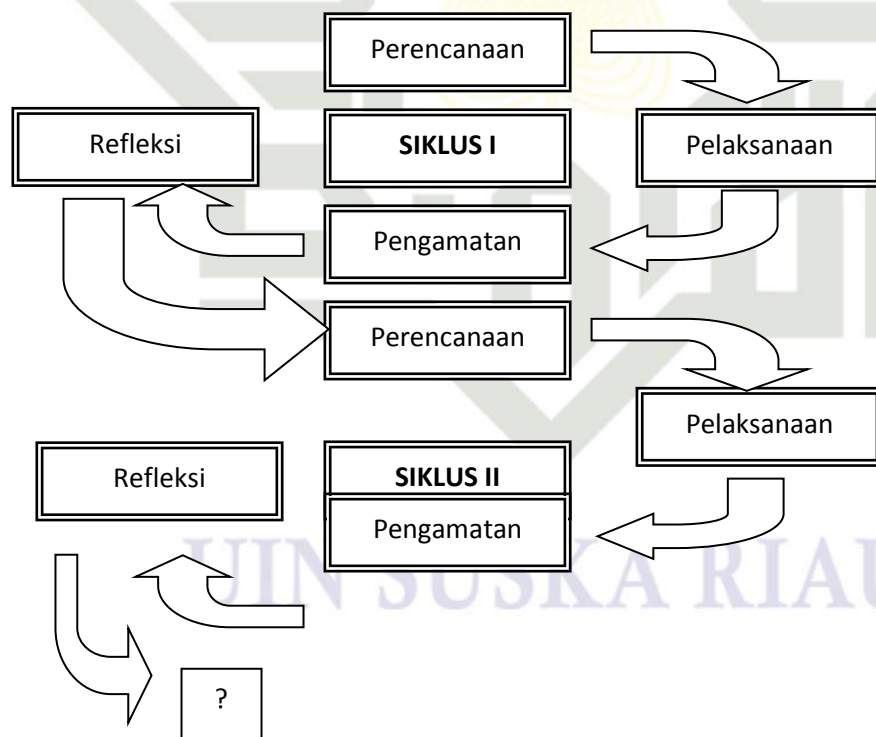 Perencanaan
Refleksi
SIKLUS I
Pelaksanaan
Pengamatan
Perencanaan
Pelaksanaan
Refleksi
SIKLUS II
Pengamatan
UIN SUSKA RIAU
?